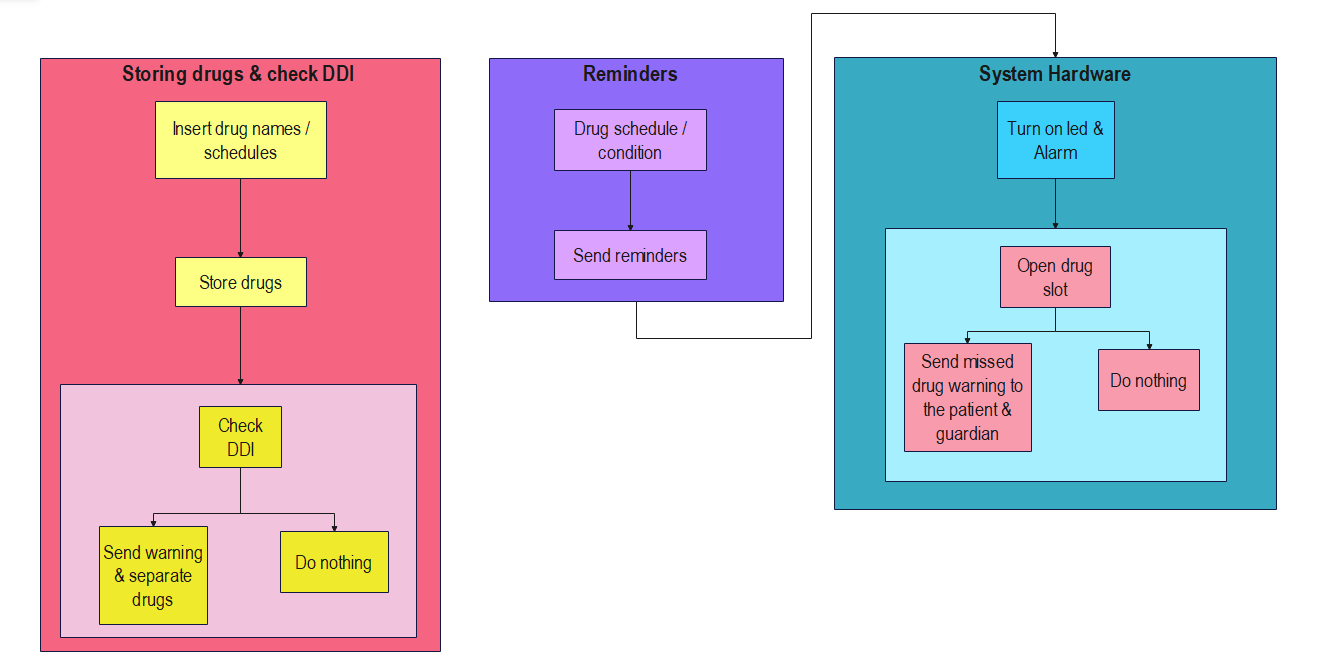 Storing drugs & check DDI
Insert drug names /
schedules
Store drugs
Check
DDI
Send warning
& separate
drugs
Do nothing
Reminders
Drug schedule /
condition
Send reminders
System Hardware
Turn on led &
Alarm
Open drug
slot
Send missed
drug warning to
the patient &
guardian
Do nothing